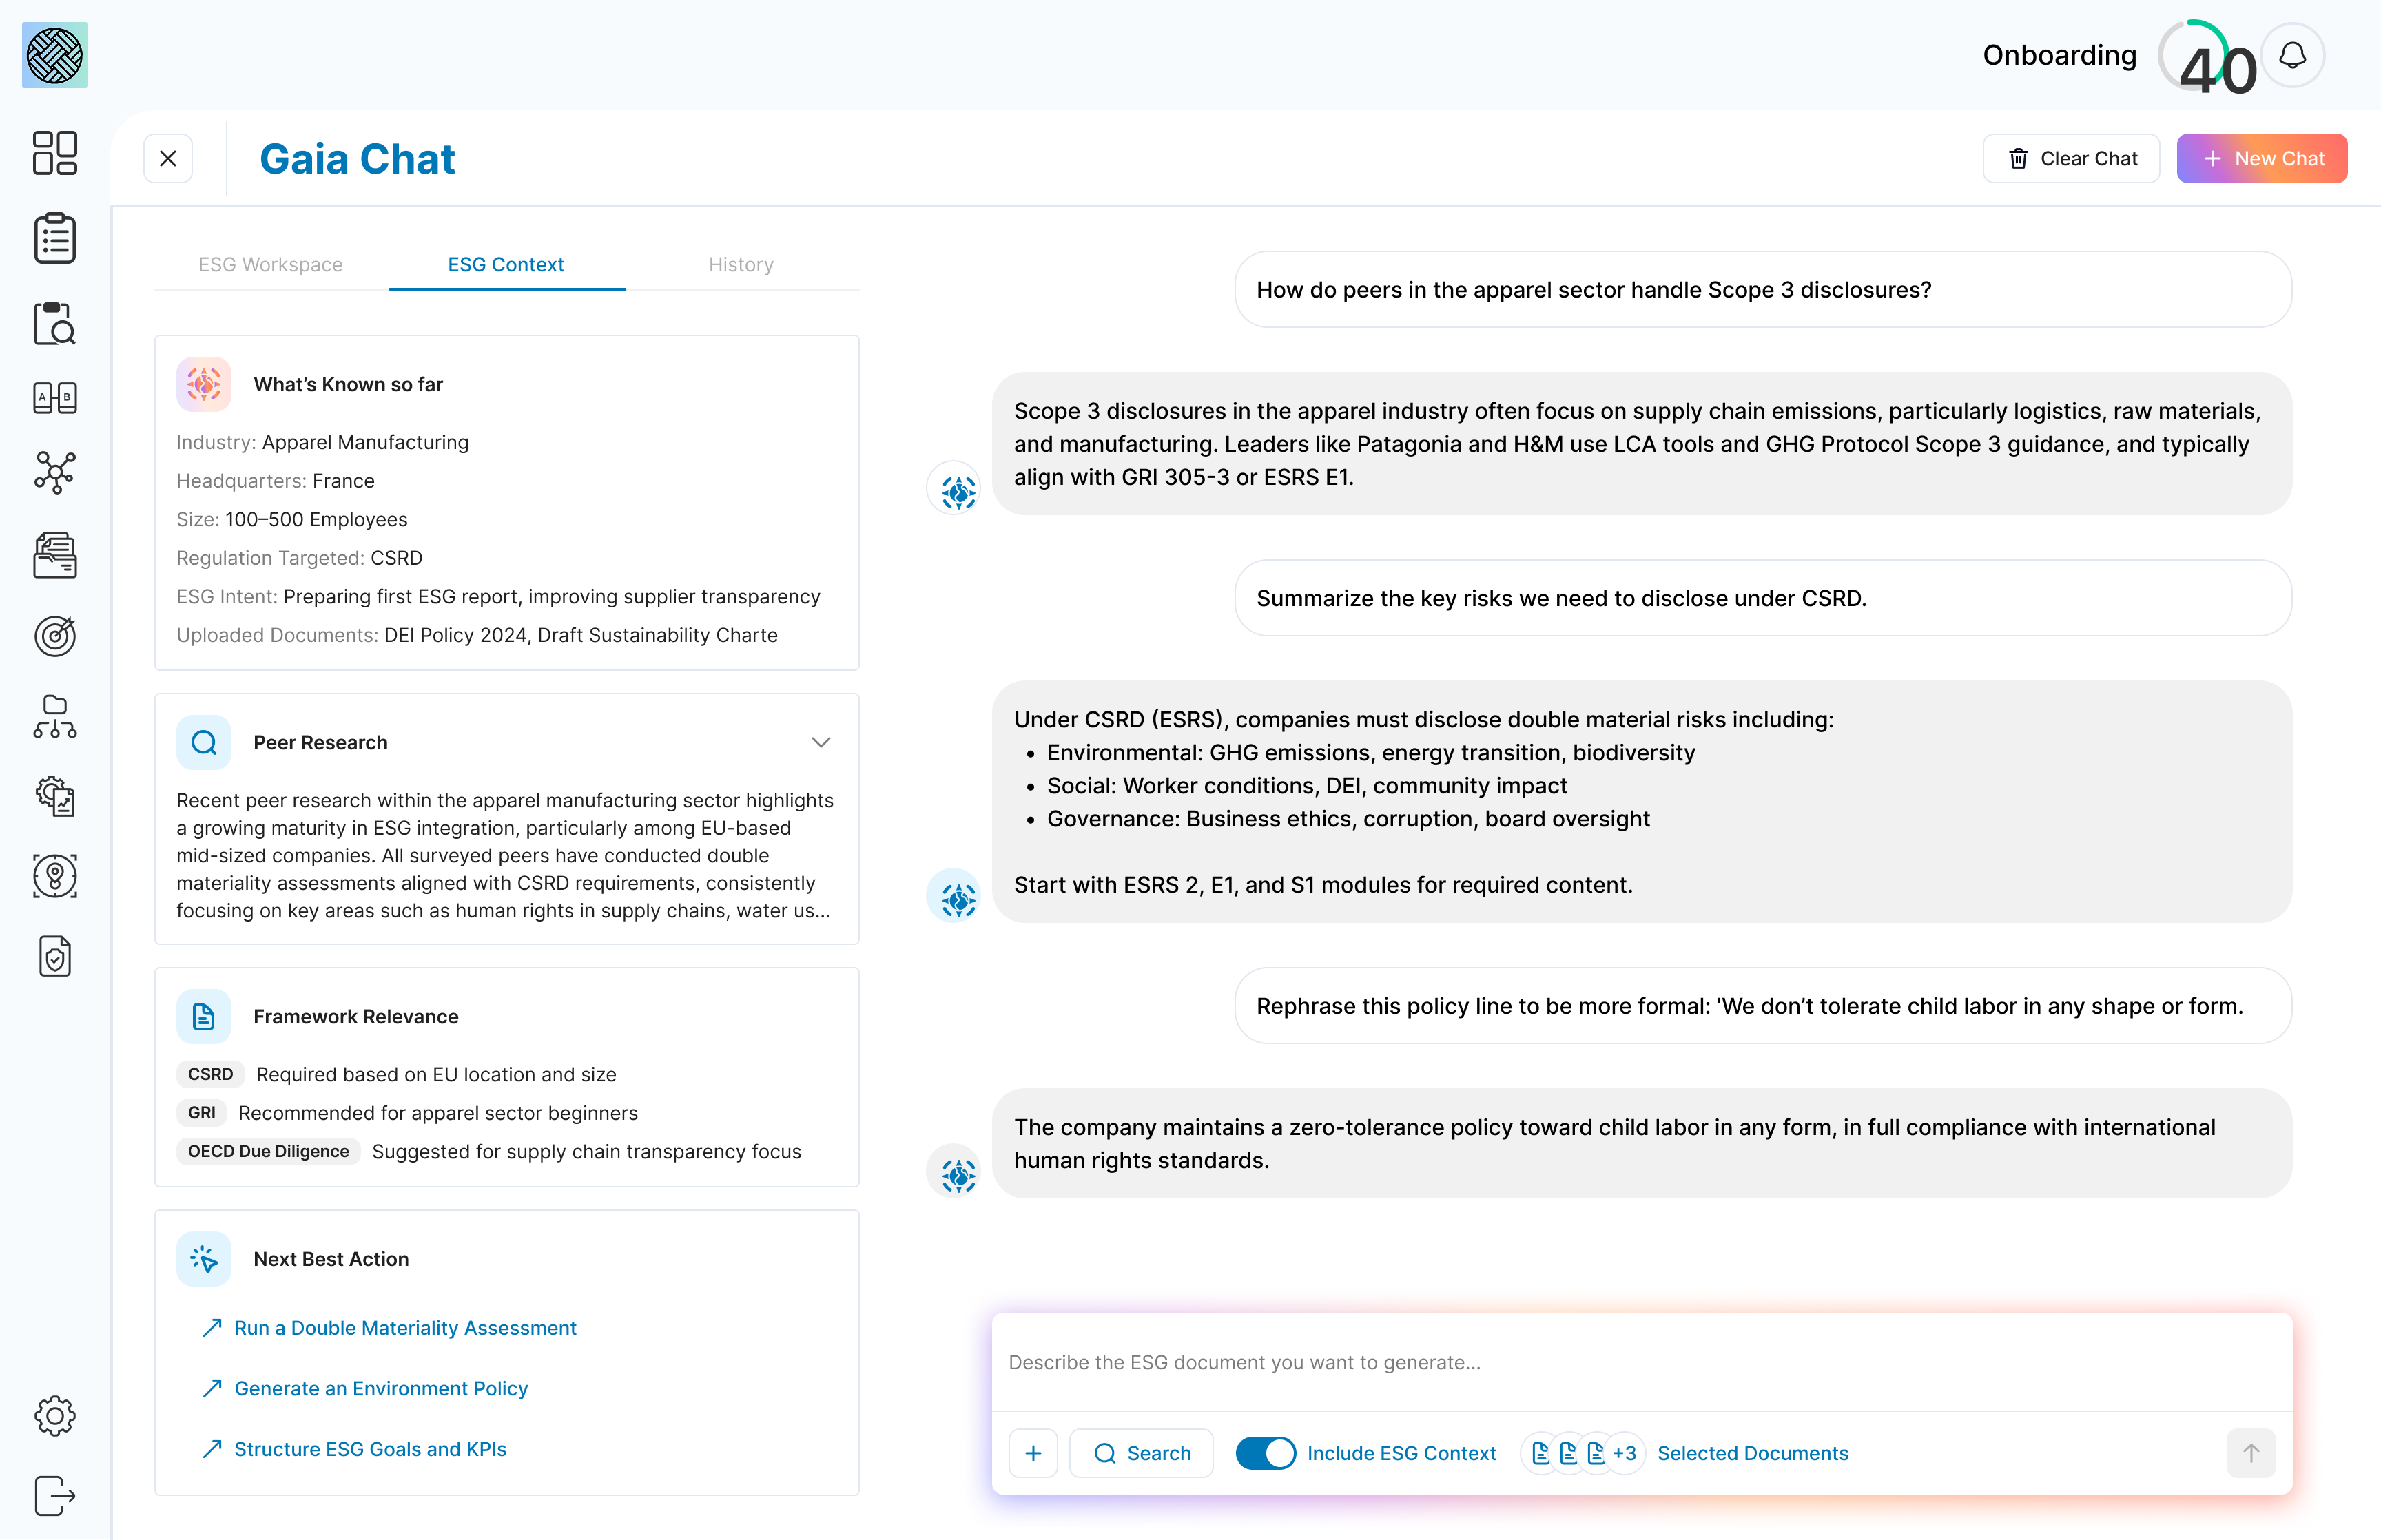 Onboarding
40
Gaia Chat
Clear Chat
New Chat
ESG Workspace
ESG Context
History
What’s Known so far
Industry: Apparel Manufacturing
Headquarters: France
Size: 100–500 Employees
Regulation Targeted: CSRD
ESG Intent: Preparing first ESG report, improving supplier transparency
Uploaded Documents: DEI Policy 2024, Draft Sustainability Charte
Peer Research
Recent peer research within the apparel manufacturing sector highlights
a growing maturity in ESG integration, particularly among EU-based
mid-sized companies. All surveyed peers have conducted double
materiality assessments aligned with CSRD requirements, consistently
focusing on key areas such as human rights in supply chains, water us...
Framework Relevance
CSRD Required based on EU location and size
GRI Recommended for apparel sector beginners
OECD Due Diligence Suggested for supply chain transparency focus
Next Best Action
Run a Double Materiality Assessment
Generate an Environment Policy
Structure ESG Goals and KPIs
How do peers in the apparel sector handle Scope 3 disclosures?
Scope 3 disclosures in the apparel industry often focus on supply chain emissions, particularly logistics, raw materials,
and manufacturing. Leaders like Patagonia and H&M use LCA tools and GHG Protocol Scope 3 guidance, and typically
align with GRI 305-3 or ESRS E1.
Summarize the key risks we need to disclose under CSRD.
Under CSRD (ESRS), companies must disclose double material risks including:
• Environmental: GHG emissions, energy transition, biodiversity
• Social: Worker conditions, DEI, community impact
• Governance: Business ethics, corruption, board oversight
Start with ESRS 2, E1, and S1 modules for required content.
Rephrase this policy line to be more formal: 'We don’t tolerate child labor in any shape or form.
The company maintains a zero-tolerance policy toward child labor in any form, in full compliance with international
human rights standards.
Describe the ESG document you want to generate...
Search
Include ESG Context
+3
Selected Documents
A B